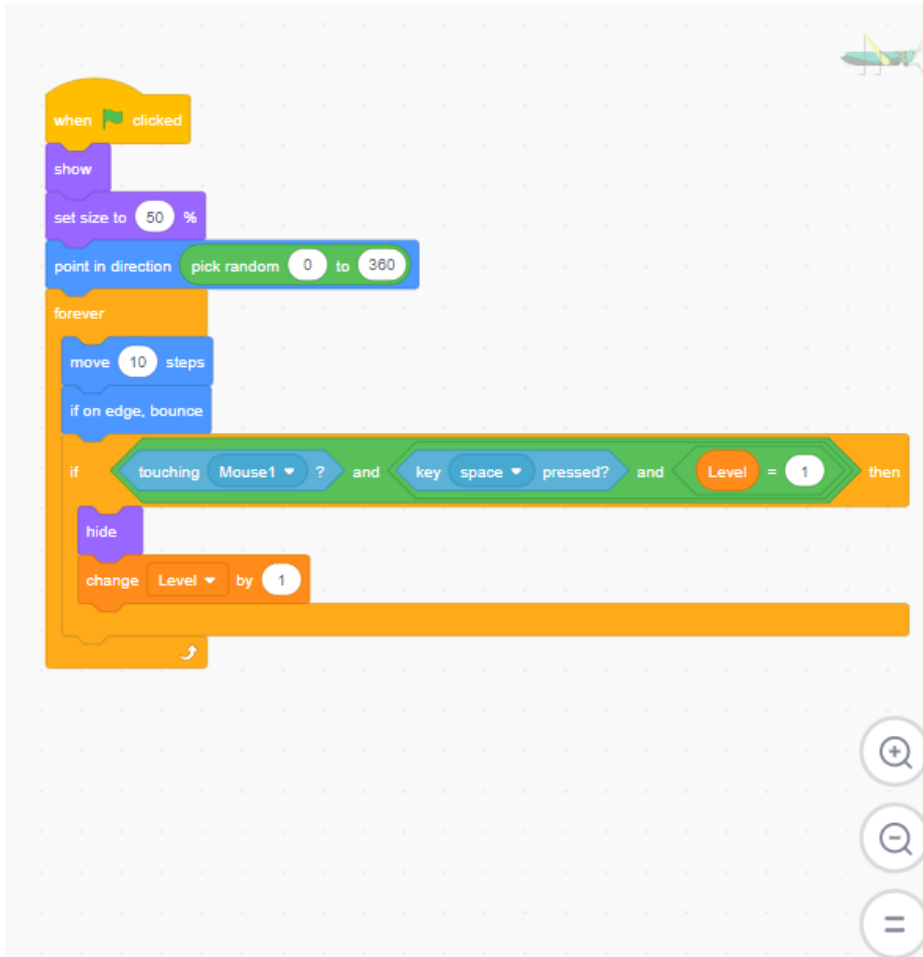 when clicked
show
set size to 50 %
point in direction pick random 0 to 360
forever
move 10 steps
if on edge, bounce
if touching Mouse1 ? and key space pressed? and Level = 1 then
hide
change Level by 1